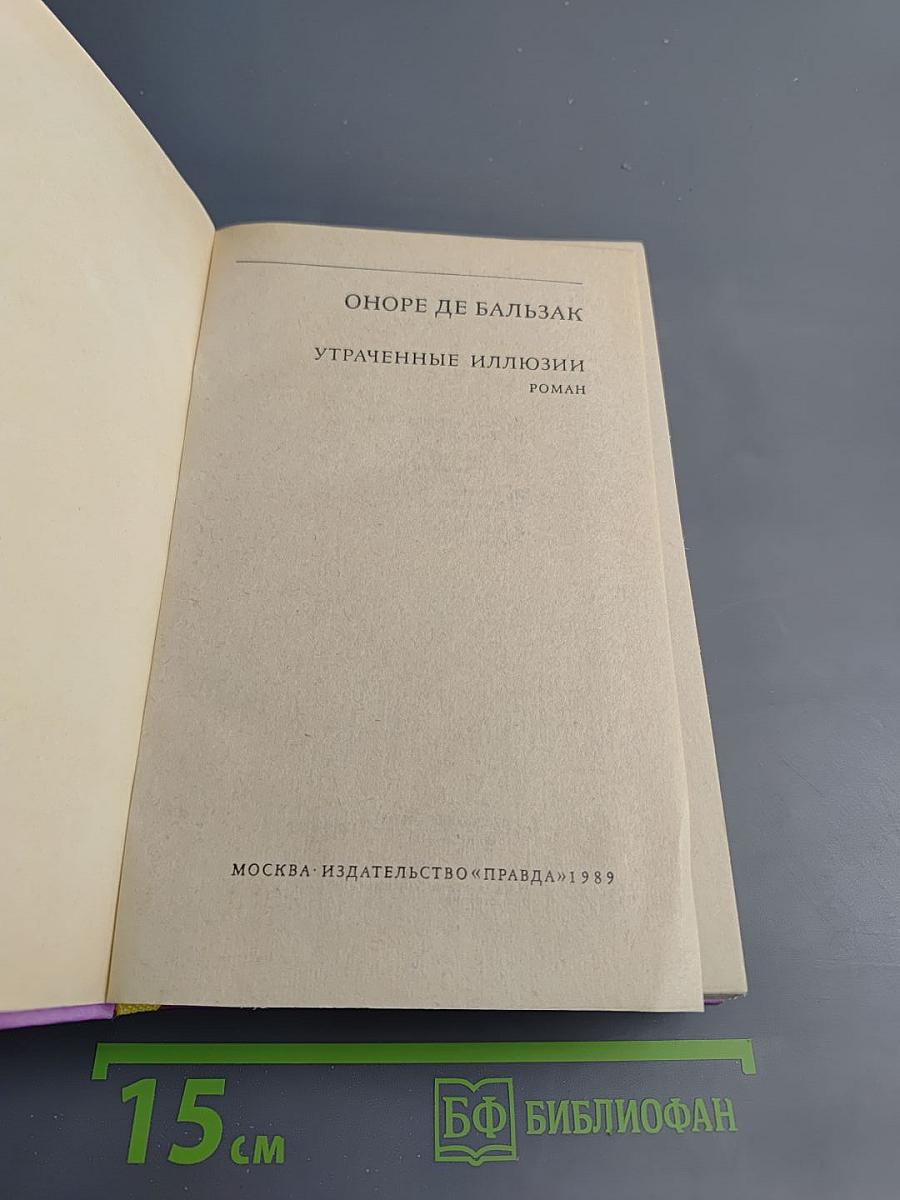 ОНОРЕ ДЕ БАЛЬЗАК
УТРАЧЕННЫЕ ИЛЛЮЗИИ
РОМАН
МОСКВА · ИЗДАТЕЛЬСТВО «ПРАВДА» 1989
15 см
БФ БИБЛИОФАН